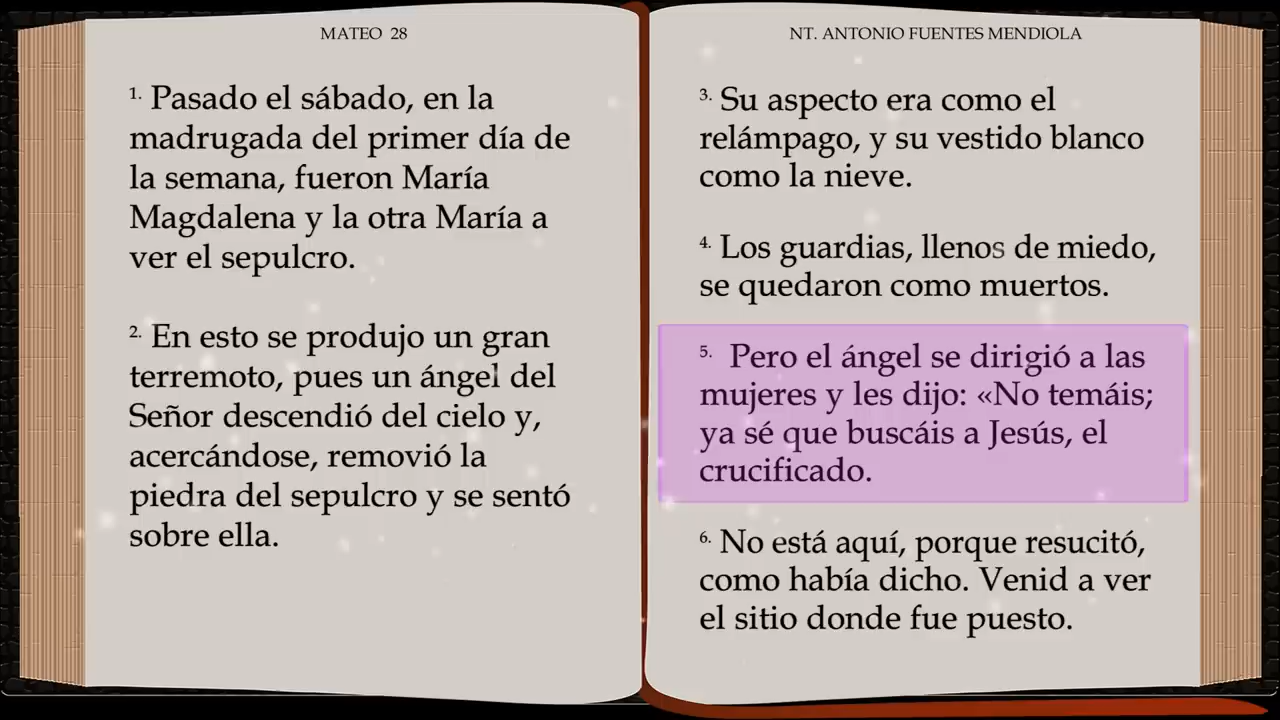 MATEO 28
1. Pasado el sábado, en la
madrugada del primer día de
la semana, fueron María
Magdalena y la otra María a
ver el sepulcro.
2. En esto se produjo un gran
terremoto, pues un ángel del
Señor descendió del cielo y,
acercándose, removió la
piedra del sepulcro y se sentó
sobre ella.
NT. ANTONIO FUENTES MENDIOLA
3. Su aspecto era como el
relámpago, y su vestido blanco
como la nieve.
4. Los guardias, llenos de miedo,
se quedaron como muertos.
5. Pero el ángel se dirigió a las
mujeres y les dijo: «No temáis;
ya sé que buscáis a Jesús, el
crucificado.
6. No está aquí, porque resucitó,
como había dicho. Venid a ver
el sitio donde fue puesto.